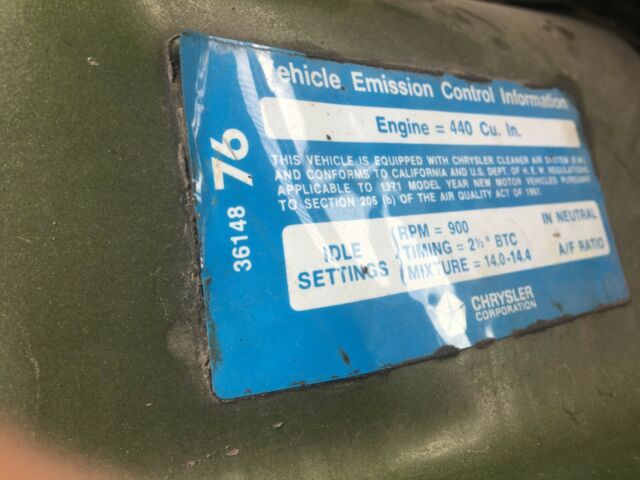 Vehicle Emission Control Information
Engine = 440 Cu. In.
THIS VEHICLE IS EQUIPPED WITH CHRYSLER CLEANER AIR SYSTEM (E.M.)
AND CONFORMS TO CALIFORNIA AND U.S. DEPT. OF H. E. W. REGULATIONS
APPLICABLE TO 1971 MODEL YEAR NEW MOTOR VEHICLES PURSUANT
TO SECTION 206 (b) OF THE AIR QUALITY ACT OF 1967.
IDLE SETTINGS
RPM = 900 IN NEUTRAL
TIMING = 2½° BTC
MIXTURE = 14.0-14.4 A/F RATIO
CHRYSLER
CORPORATION
36148 76